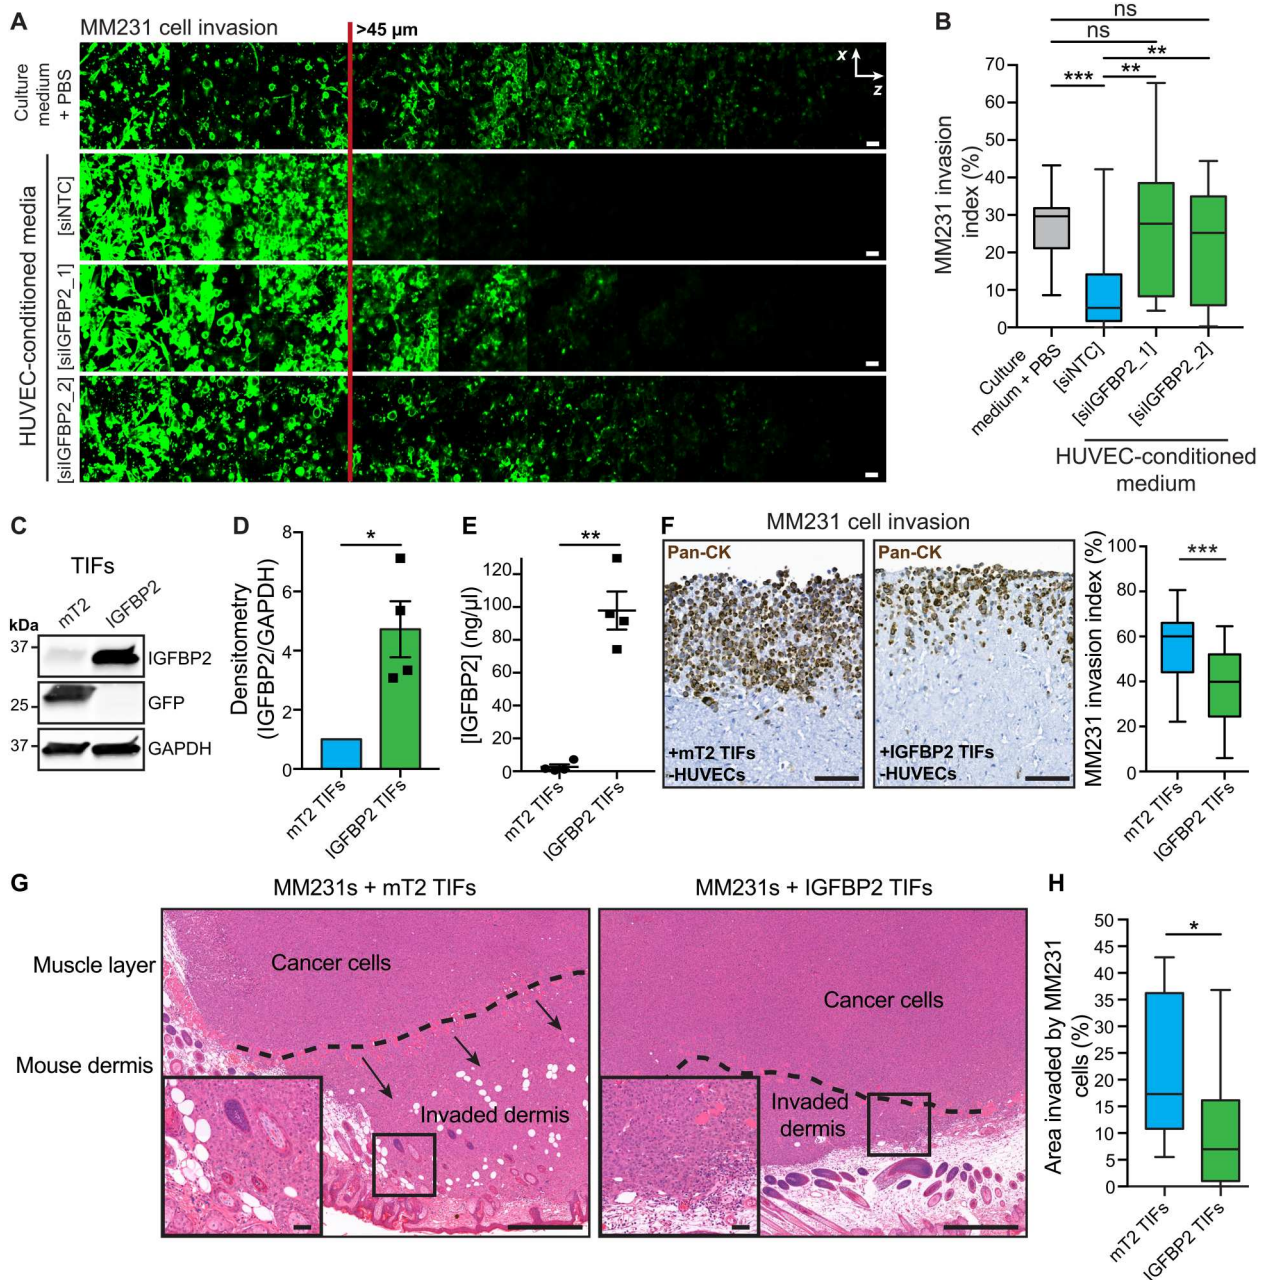 A
MM231 cell invasion
>45 µm
Culture
medium
+ PBS
x
z
HUVEC-conditioned media
[siNTC]
[siIGFBP2_1]
[siIGFBP2_2]
B
ns
ns
**
***
**
MM231 invasion
index (%)
70
60
50
40
30
20
10
0
Culture
medium + PBS
[siNTC]
[siIGFBP2_1]
[siIGFBP2_2]
HUVEC-conditioned
medium
C
TIFs
mT2
IGFBP2
kDa
37
IGFBP2
25
GFP
37
GAPDH
D
*
Densitometry
(IGFBP2/GAPDH)
8
6
4
2
0
mT2 TIFs
IGFBP2 TIFs
E
**
[IGFBP2] (ng/µl)
120
100
80
60
40
20
0
mT2 TIFs
IGFBP2 TIFs
F
MM231 cell invasion
Pan-CK
+mT2 TIFs
-HUVECs
Pan-CK
+IGFBP2 TIFs
-HUVECs
MM231 invasion index (%)
100
80
60
40
20
0
***
mT2 TIFs
IGFBP2 TIFs
G
MM231s + mT2 TIFs
MM231s + IGFBP2 TIFs
Muscle layer
Mouse dermis
Cancer cells
Invaded dermis
Cancer cells
Invaded
dermis
H
*
Area invaded by MM231
cells (%)
50
45
40
35
30
25
20
15
10
5
0
mT2 TIFs
IGFBP2 TIFs